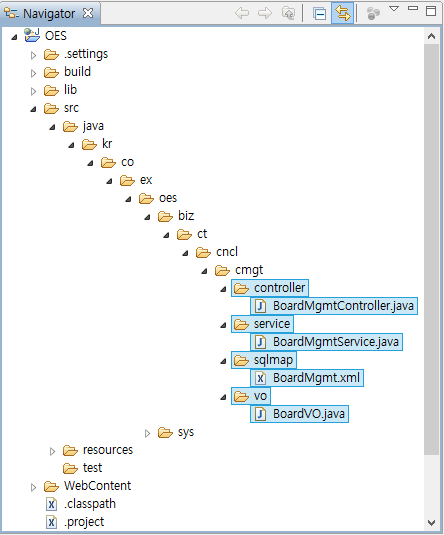 Navigator
OES
.settings
build
lib
src
java
kr
co
ex
oes
biz
ct
cncl
cmgt
controller
BoardMgmtController.java
service
BoardMgmtService.java
sqlmap
BoardMgmt.xml
vo
BoardVO.java
sys
resources
test
WebContent
.classpath
.project